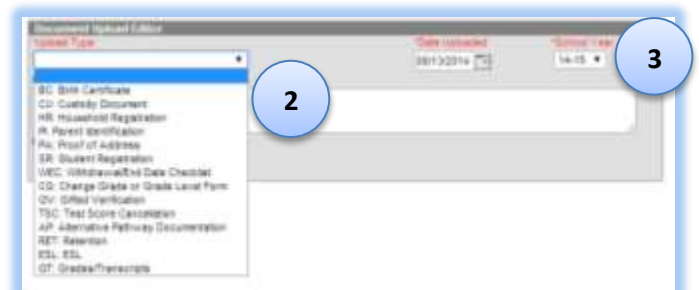 Document Upload Editor
*Upload Type
*Date Uploaded
*School Year
14-15
3
2
BC: Birth Certificate
CU: Custody Document
HR: Household Registration
PI: Parent Identification
PA: Proof of Address
SR: Student Registration
WEC: Withdrawal/End Date Checklist
CG: Change Grade or Grade Level Form
GV: Gifted Verification
TSC: Test Score Cancellation
AP: Alternative Pathway Documentation
RET: Retention
ESL: ESL
GT: Grades/Transcripts